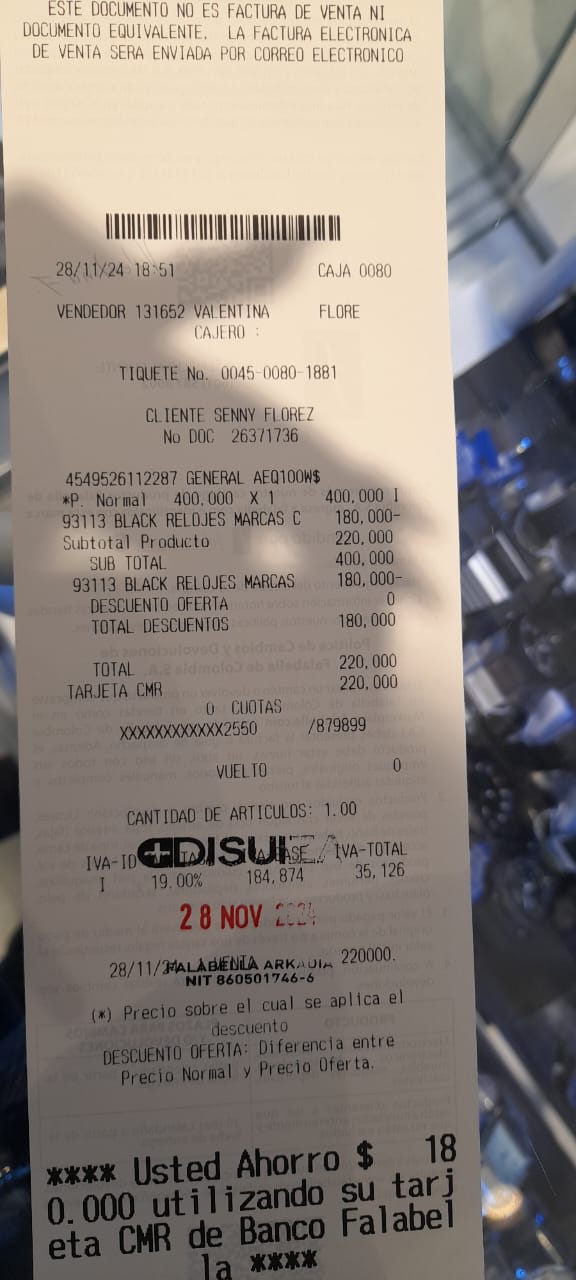 ESTE DOCUMENTO NO ES FACTURA DE VENTA NI
DOCUMENTO EQUIVALENTE. LA FACTURA ELECTRONICA
DE VENTA SERA ENVIADA POR CORREO ELECTRONICO
28/11/24 18:51 CAJA 0080
VENDEDOR 131652 VALENTINA FLORE
CAJERO :
TIQUETE No. 0045-0080-1881
CLIENTE SENNY FLOREZ
No DOC 26371736
4549526112287 GENERAL AEQ100W$
*P. Normal 400,000 X 1 400,000 I
93113 BLACK RELOJES MARCAS C 180,000-
Subtotal Producto 220,000
SUB TOTAL 400,000
93113 BLACK RELOJES MARCAS 180,000-
DESCUENTO OFERTA 0
TOTAL DESCUENTOS 180,000
TOTAL 220,000
TARJETA CMR 220,000
0 CUOTAS
XXXXXXXXXXXX2550 /879899
VUELTO 0
CANTIDAD DE ARTICULOS: 1.00
IVA-ID IVA-TOTAL
I 19.00% 184,874 35,126
28 NOV 2024
28/11/24 220000.
FALABELLA ARKADIA
NIT 860501746-6
(*) Precio sobre el cual se aplica el
descuento
DESCUENTO OFERTA: Diferencia entre
Precio Normal y Precio Oferta.
**** Usted Ahorro $ 18
0.000 utilizando su tarj
eta CMR de Banco Falabel
la ****